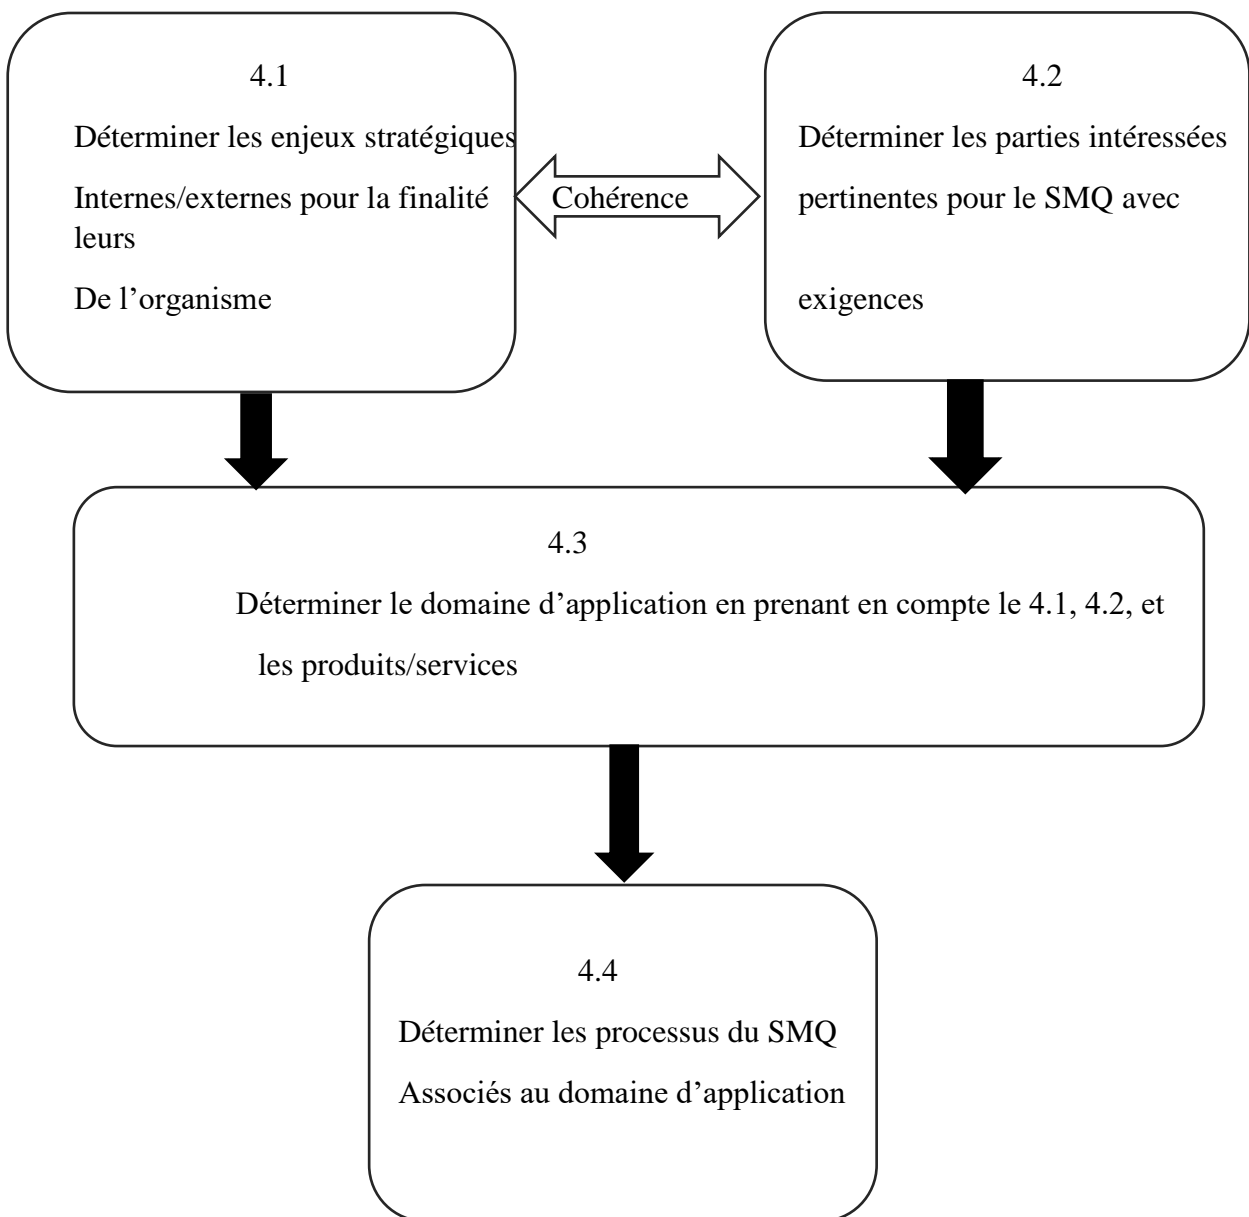 4.1
Déterminer les enjeux stratégiques
Internes/externes pour la finalité
leurs
De l’organisme
Cohérence
4.2
Déterminer les parties intéressées
pertinentes pour le SMQ avec
exigences
4.3
Déterminer le domaine d’application en prenant en compte le 4.1, 4.2, et
les produits/services
4.4
Déterminer les processus du SMQ
Associés au domaine d’application